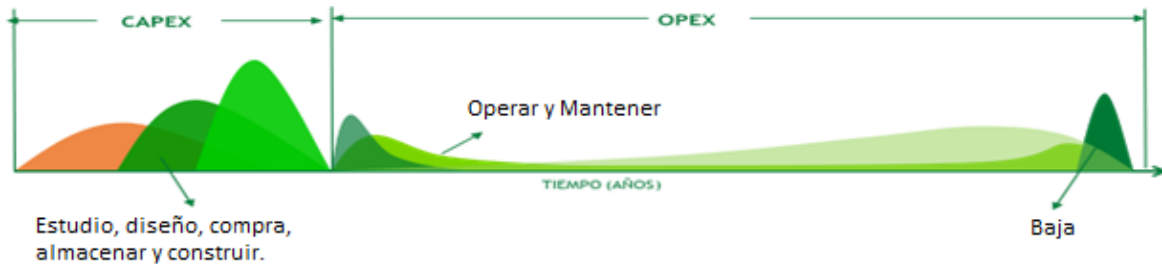 CAPEX
OPEX
Operar y Mantener
TIEMPO (AÑOS)
Estudio, diseño, compra,
almacenar y construir.
Baja